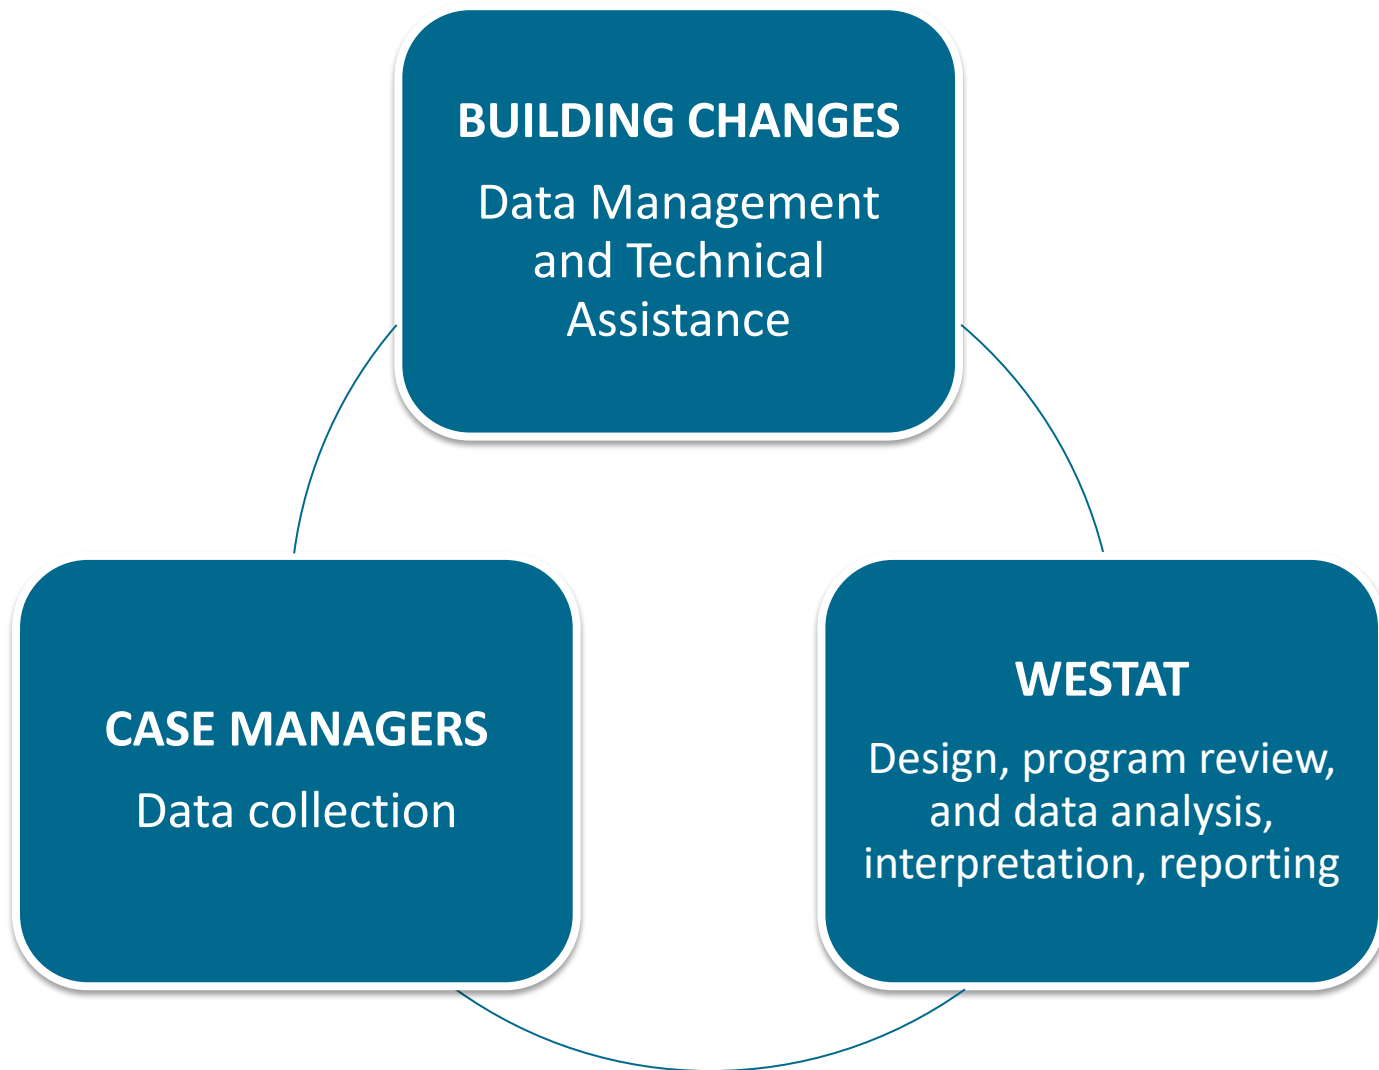 BUILDING CHANGES
Data Management
and Technical
Assistance
CASE MANAGERS
Data collection
WESTAT
Design, program review,
and data analysis,
interpretation, reporting